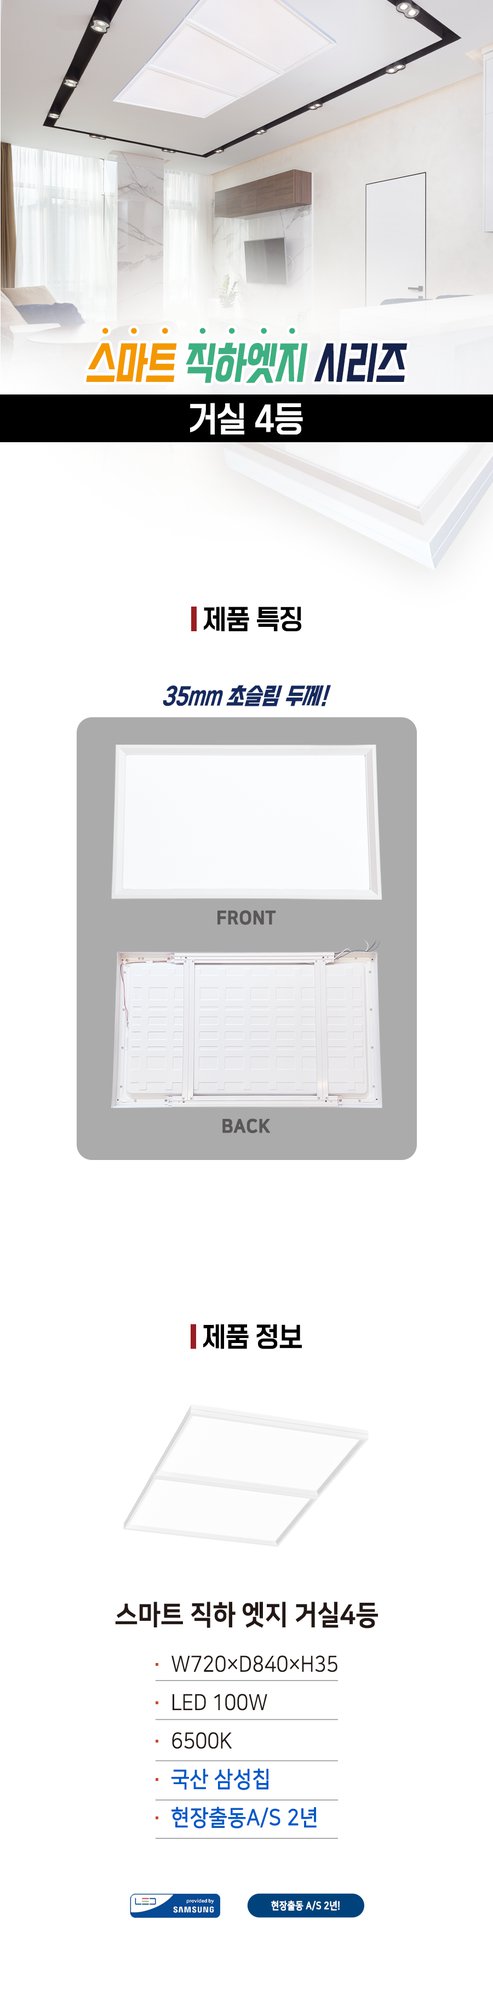 스마트 직하엣지 시리즈
거실 4등
제품 특징
35mm 초슬림 두께!
FRONT
BACK
제품 정보
스마트 직하 엣지 거실4등
· W720×D840×H35
· LED 100W
· 6500K
· 국산 삼성칩
· 현장출동A/S 2년
LED provided by
SAMSUNG
현장출동 A/S 2년!